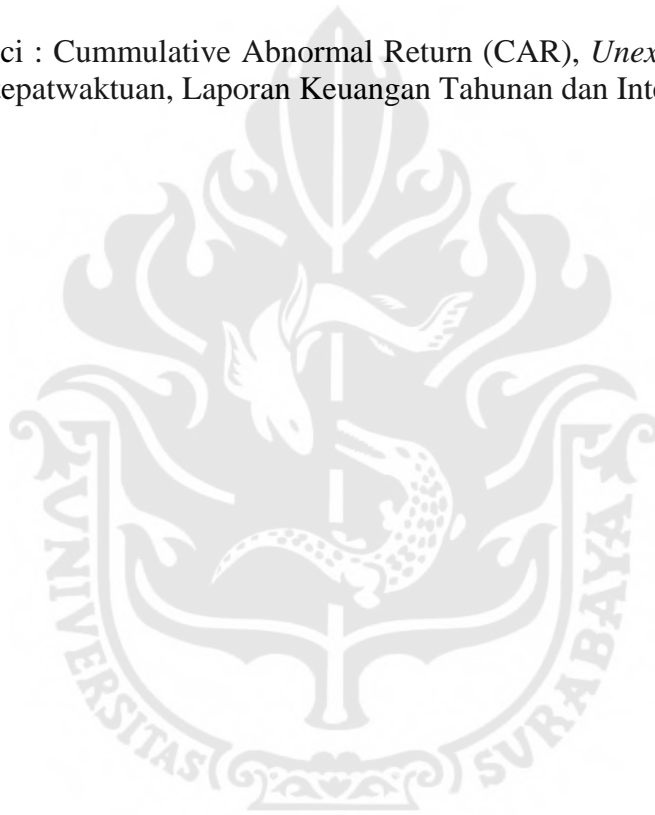 ci : Cummulative Abnormal Return (CAR), Unex
epatwaktuan, Laporan Keuangan Tahunan dan Int
UNIVERSITAS SURABAYA